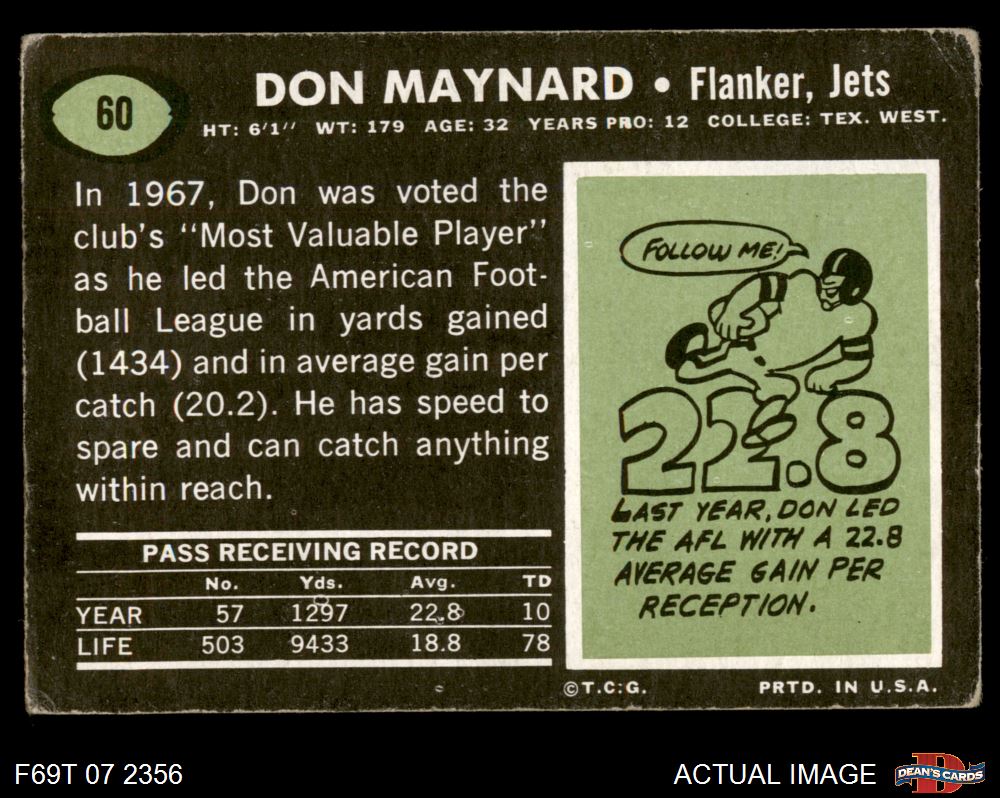 60
DON MAYNARD • Flanker, Jets
HT: 6'1'' WT: 179 AGE: 32 YEARS PRO: 12 COLLEGE: TEX. WEST.
In 1967, Don was voted the
club's ''Most Valuable Player''
as he led the American Foot-
ball League in yards gained
(1434) and in average gain per
catch (20.2). He has speed to
spare and can catch anything
within reach.
PASS RECEIVING RECORD
No. Yds. Avg. TD
YEAR 57 1297 22.8 10
LIFE 503 9433 18.8 78
FOLLOW ME!
22.8
LAST YEAR, DON LED
THE AFL WITH A 22.8
AVERAGE GAIN PER
RECEPTION.
©T.C.G. PRTD. IN U.S.A.
F69T 07 2356
ACTUAL IMAGE
DEAN'S CARDS